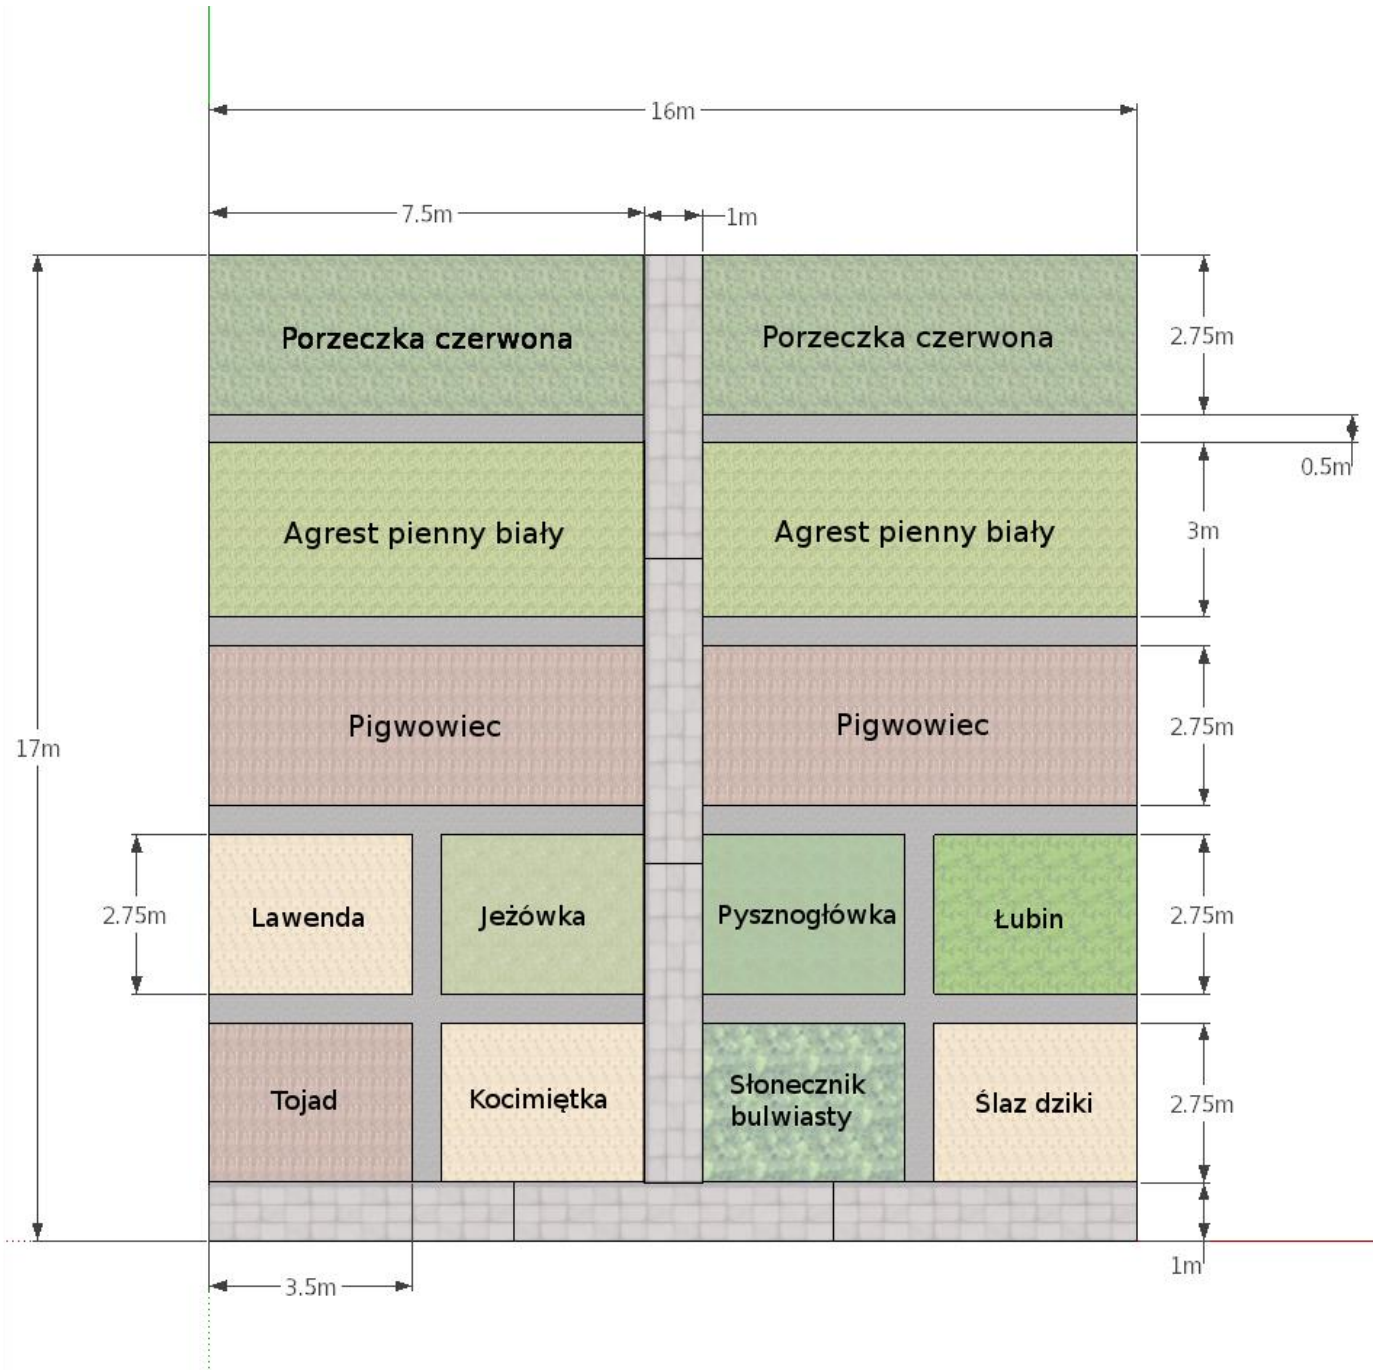 16m
7.5m
1m
Porzeczka czerwona
Porzeczka czerwona
2.75m
0.5m
Agrest pienny biały
Agrest pienny biały
3m
Pigwowiec
Pigwowiec
2.75m
17m
2.75m
Lawenda
Jeżówka
Pysznogłówka
Łubin
2.75m
Tojad
Kocimiętka
Słonecznik
bulwiasty
Ślaz dziki
2.75m
1m
3.5m